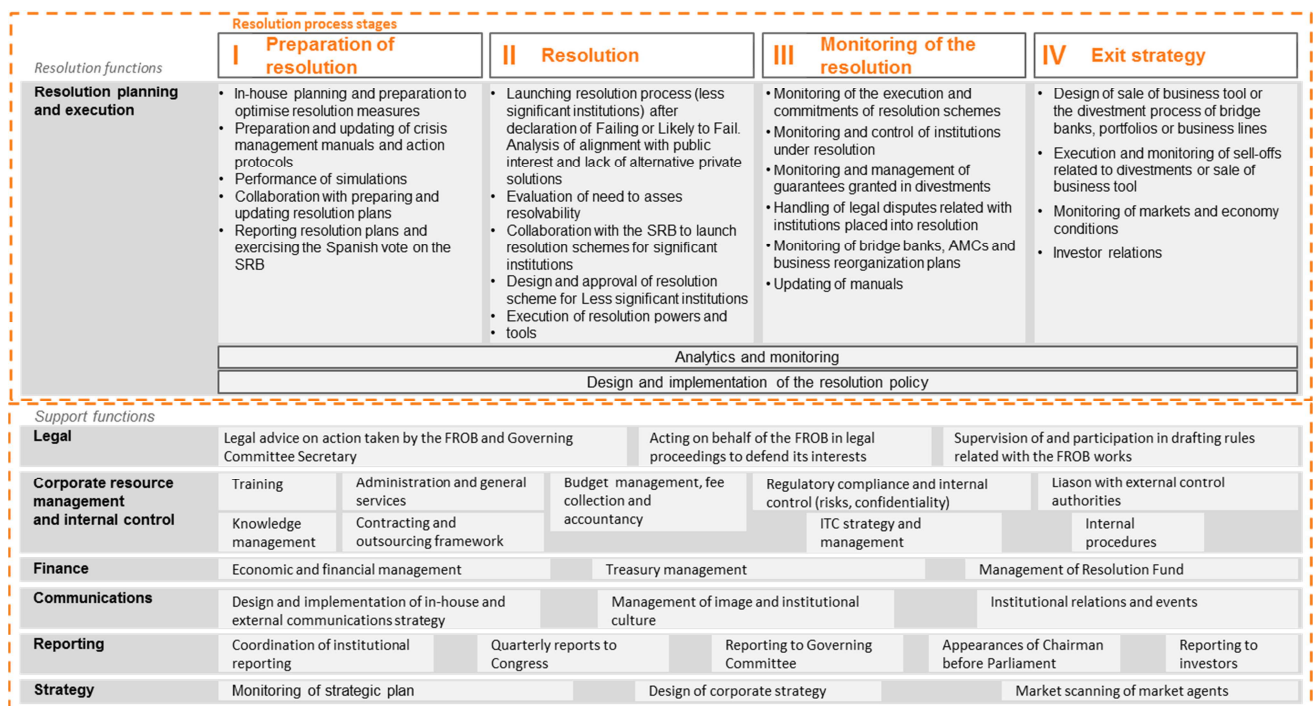 Resolution process stages
Resolution functions
I Preparation of
resolution
II Resolution
III Monitoring of the
resolution
IV Exit strategy
Resolution planning
and execution
• In-house planning and preparation to
optimise resolution measures
• Preparation and updating of crisis
management manuals and action
protocols
• Performance of simulations
• Collaboration with preparing and
updating resolution plans
• Reporting resolution plans and
exercising the Spanish vote on the
SRB
• Launching resolution process (less
significant institutions) after
declaration of Failing or Likely to Fail.
Analysis of alignment with public
interest and lack of alternative private
solutions
• Evaluation of need to asses
resolvability
• Collaboration with the SRB to launch
resolution schemes for significant
institutions
• Design and approval of resolution
scheme for Less significant institutions
• Execution of resolution powers and
• tools
• Monitoring of the execution and
commitments of resolution schemes
• Monitoring and control of institutions
under resolution
• Monitoring and management of
guarantees granted in divestments
• Handling of legal disputes related with
institutions placed into resolution
• Monitoring of bridge banks, AMCs and
business reorganization plans
• Updating of manuals
• Design of sale of business tool or
the divestment process of bridge
banks, portfolios or business lines
• Execution and monitoring of sell-offs
related to divestments or sale of
business tool
• Monitoring of markets and economy
conditions
• Investor relations
Analytics and monitoring
Design and implementation of the resolution policy
Support functions
Legal
Legal advice on action taken by the FROB and Governing
Committee Secretary
Acting on behalf of the FROB in legal
proceedings to defend its interests
Supervision of and participation in drafting rules
related with the FROB works
Corporate resource
management
and internal control
Training
Administration and general
services
Budget management, fee
collection and
accountancy
Regulatory compliance and internal
control (risks, confidentiality)
Liason with external control
authorities
Knowledge
management
Contracting and
outsourcing framework
ITC strategy and
management
Internal
procedures
Finance
Economic and financial management
Treasury management
Management of Resolution Fund
Communications
Design and implementation of in-house and
external communications strategy
Management of image and institutional
culture
Institutional relations and events
Reporting
Coordination of institutional
reporting
Quarterly reports to
Congress
Reporting to Governing
Committee
Appearances of Chairman
before Parliament
Reporting to
investors
Strategy
Monitoring of strategic plan
Design of corporate strategy
Market scanning of market agents